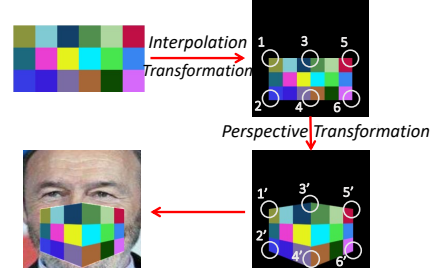 Interpolation
Transformation
1 3 5
2 4 6
Perspective Transformation
1’ 3’ 5’
2’ 4’ 6’